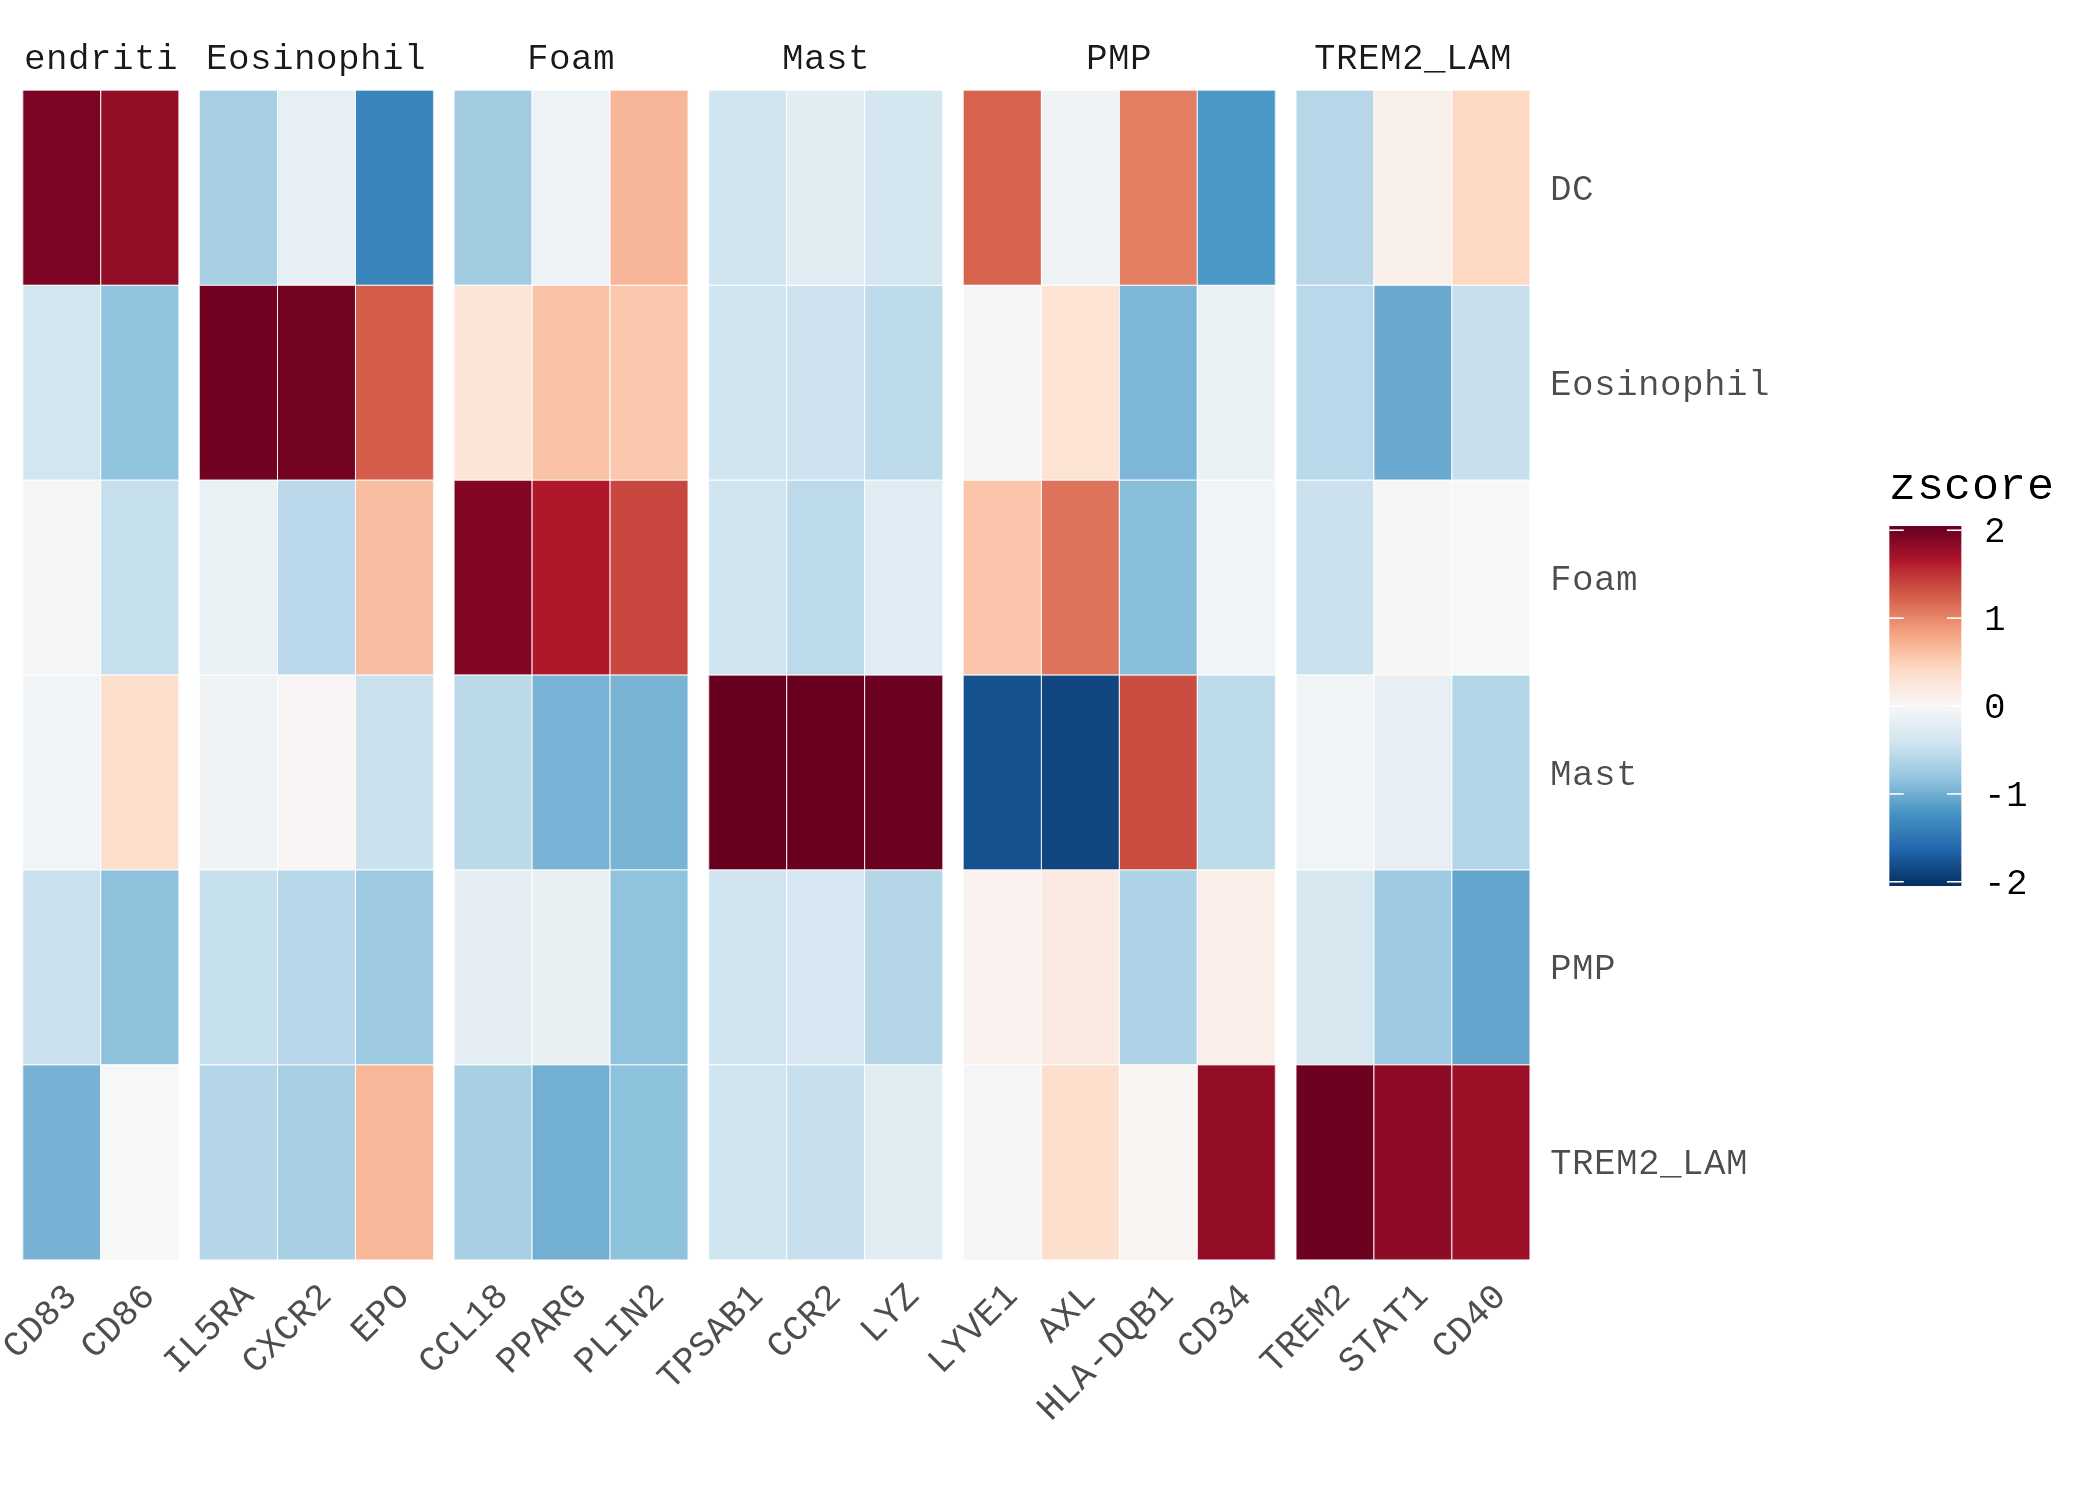 endriti Eosinophil Foam Mast PMP TREM2_LAM
DC
Eosinophil
Foam
Mast
PMP
TREM2_LAM
zscore
2
1
0
-1
-2
CD83 CD86 IL5RA CXCR2 EPO CCL18 PPARG PLIN2 TPSAB1 CCR2 LYZ LYVE1 AXL HLA-DQB1 CD34 TREM2 STAT1 CD40